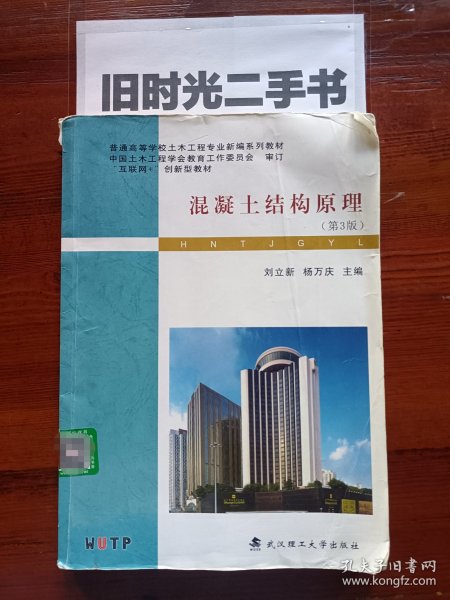 旧时光二手书
普通高等学校土木工程专业新编系列教材
中国土木工程学会教育工作委员会 审订
"互联网+"创新型教材
混凝土结构原理
(第3版)
H N T J G Y L
刘立新 杨万庆 主编
WUTP
武汉理工大学出版社
孔夫子旧书网
www.kongfz.com